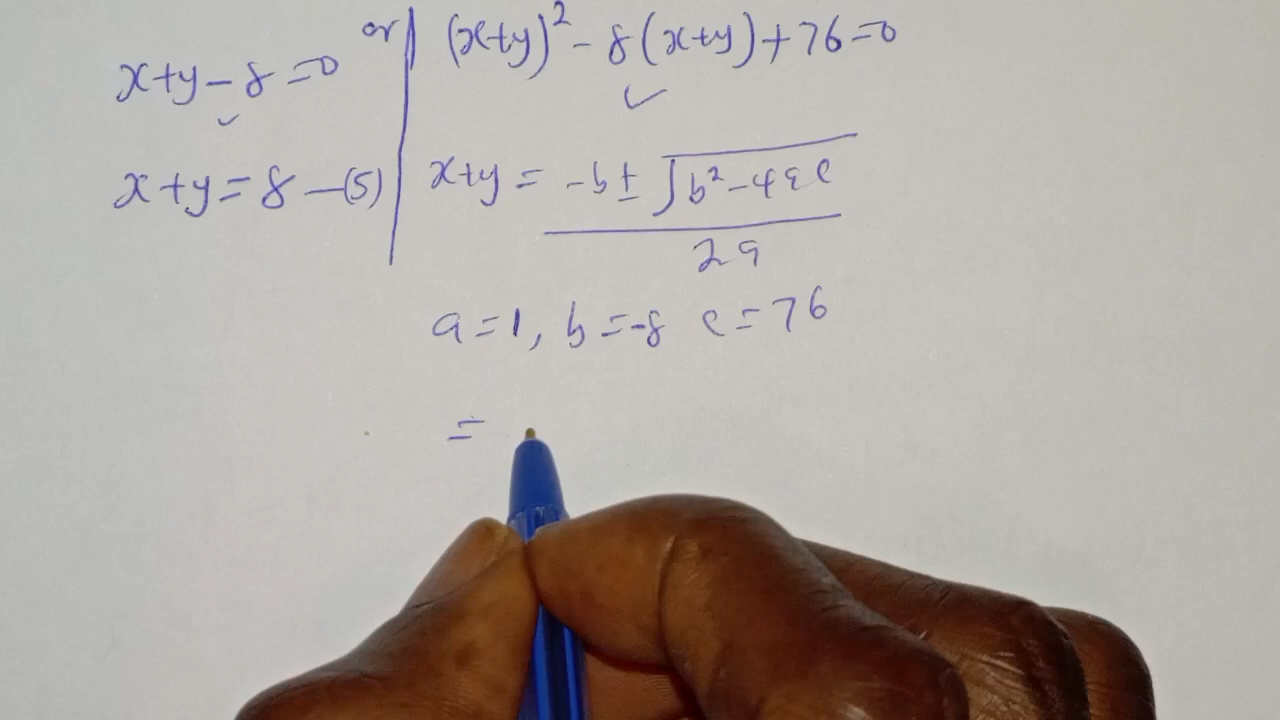 x+y-8=0 or (x+y)²-8(x+y)+76=0
x+y=8-(5) x+y = -b±√b²-4ac
2a
a=1, b=-8 c=76
=